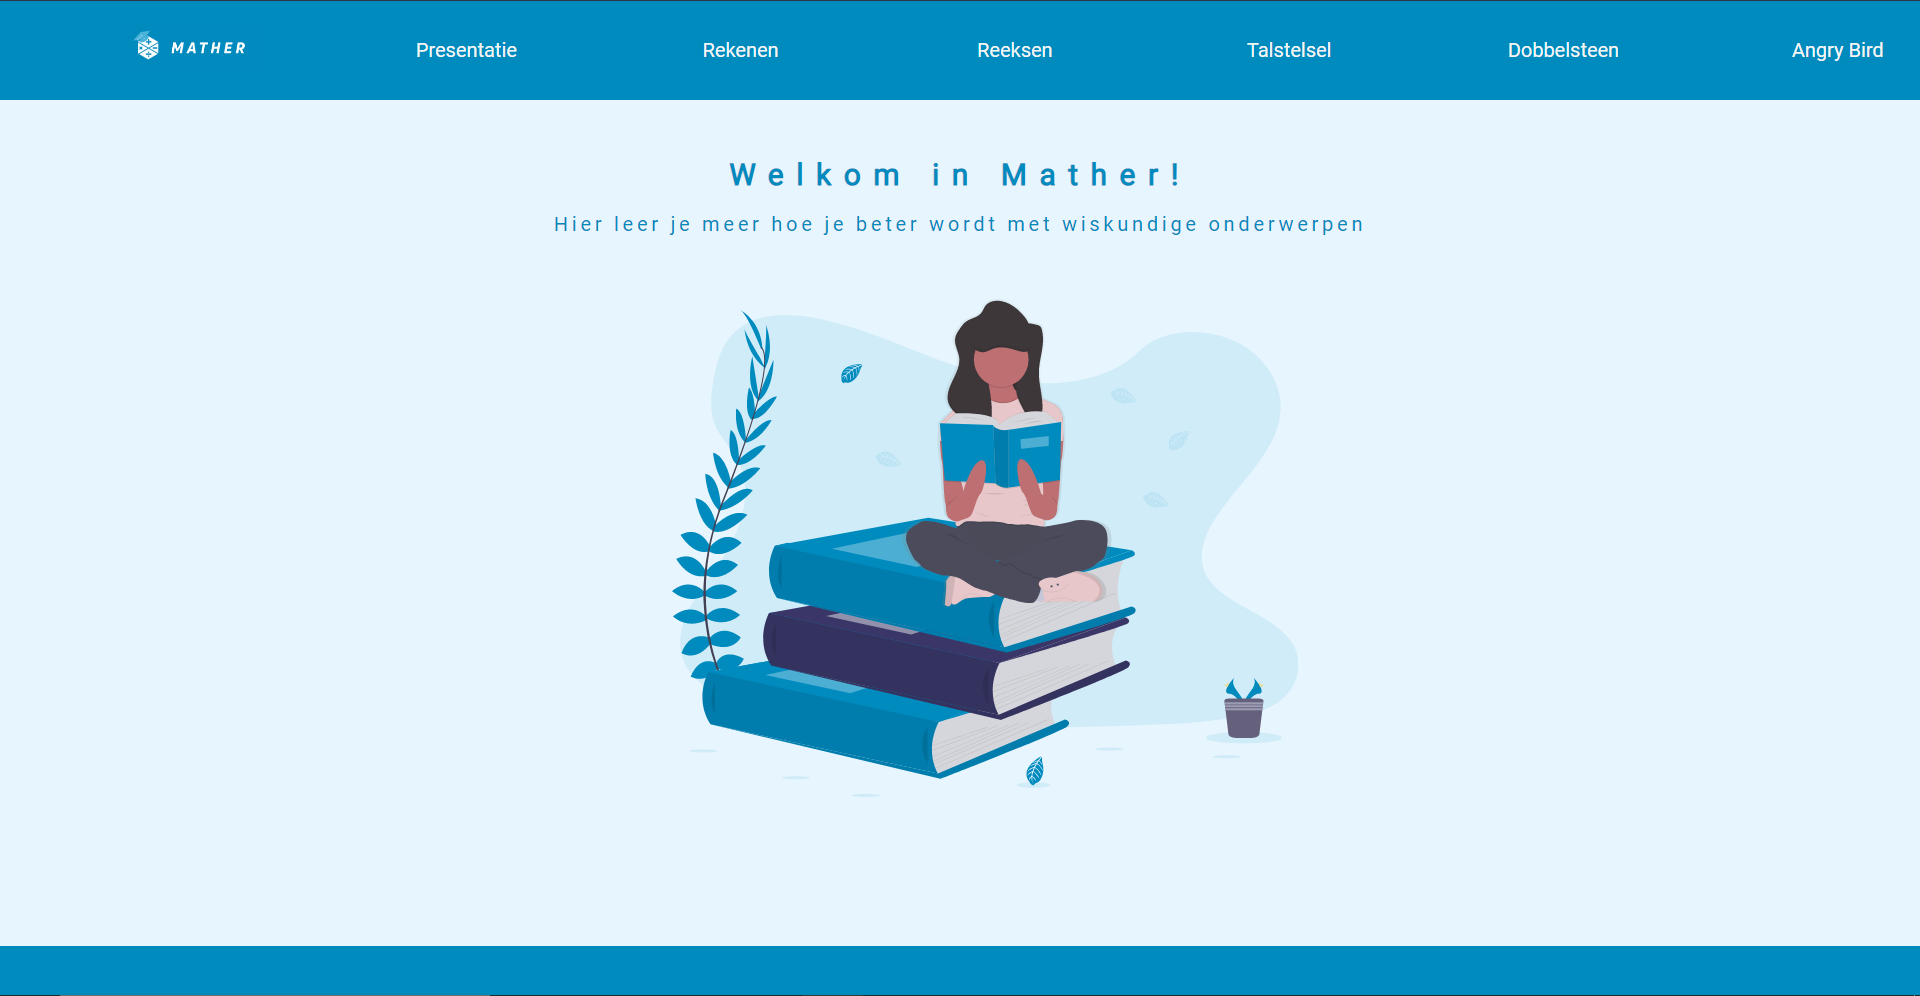 MATHER Presentatie Rekenen Reeksen Talstelsel Dobbelsteen Angry Bird
Welkom in Mather!
Hier leer je meer hoe je beter wordt met wiskundige onderwerpen